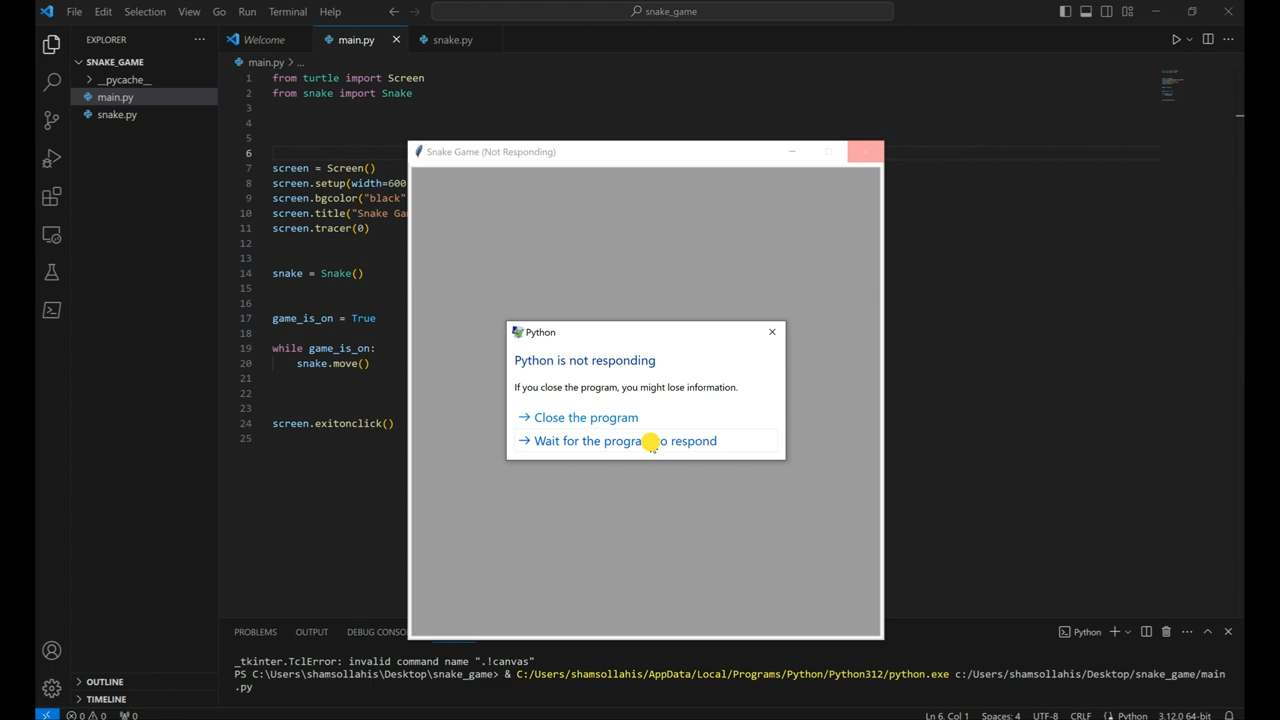 File Edit Selection View Go Run Terminal Help
snake_game
EXPLORER
Welcome
main.py
snake.py
SNAKE_GAME
__pycache__
main.py
snake.py
OUTLINE
TIMELINE
main.py > ...
1 from turtle import Screen
2 from snake import Snake
3
4
5
6
7 screen = Screen()
8 screen.setup(width=600
9 screen.bgcolor("black"
10 screen.title("Snake Ga
11 screen.tracer(0)
12
13
14 snake = Snake()
15
16
17 game_is_on = True
18
19 while game_is_on:
20 snake.move()
21
22
23
24 screen.exitonclick()
25
Snake Game (Not Responding)
Python
Python is not responding
If you close the program, you might lose information.
→ Close the program
→ Wait for the program to respond
PROBLEMS OUTPUT DEBUG CONSO
Python
_tkinter.TclError: invalid command name ".!canvas"
PS C:\Users\shamsollahis\Desktop\snake_game> & C:/Users/shamsollahis/AppData/Local/Programs/Python/Python312/python.exe c:/Users/shamsollahis/Desktop/snake_game/main
.py
0 0 0
Ln 6, Col 1 Spaces: 4 UTF-8 CRLF Python 3.12.0 64-bit